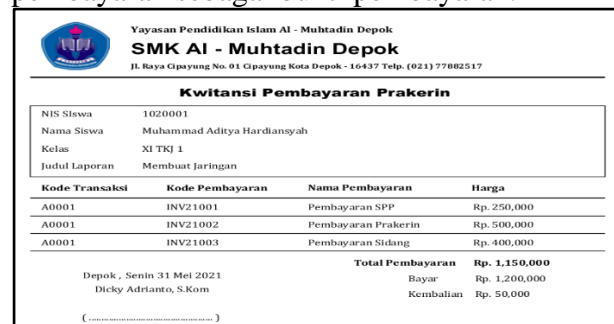 Yayasan Pendidikan Islam Al - Muhtadin Depok
SMK Al - Muhtadin Depok
Jl. Raya Cipayung No. 01 Cipayung Kota Depok - 16437 Telp. (021) 77882517
Kwitansi Pembayaran Prakerin
NIS SIswa 1020001
Nama Siswa Muhammad Aditya Hardiansyah
Kelas XI TKJ 1
Judul Laporan Membuat Jaringan
Kode Transaksi Kode Pembayaran Nama Pembayaran Harga
A0001 INV21001 Pembayaran SPP Rp. 250,000
A0001 INV21002 Pembayaran Prakerin Rp. 500,000
A0001 INV21003 Pembayaran Sidang Rp. 400,000
Total Pembayaran Rp. 1,150,000
Depok , Senin 31 Mei 2021 Bayar Rp. 1,200,000
Dicky Adrianto, S.Kom Kembalian Rp. 50,000
( ................................................ )